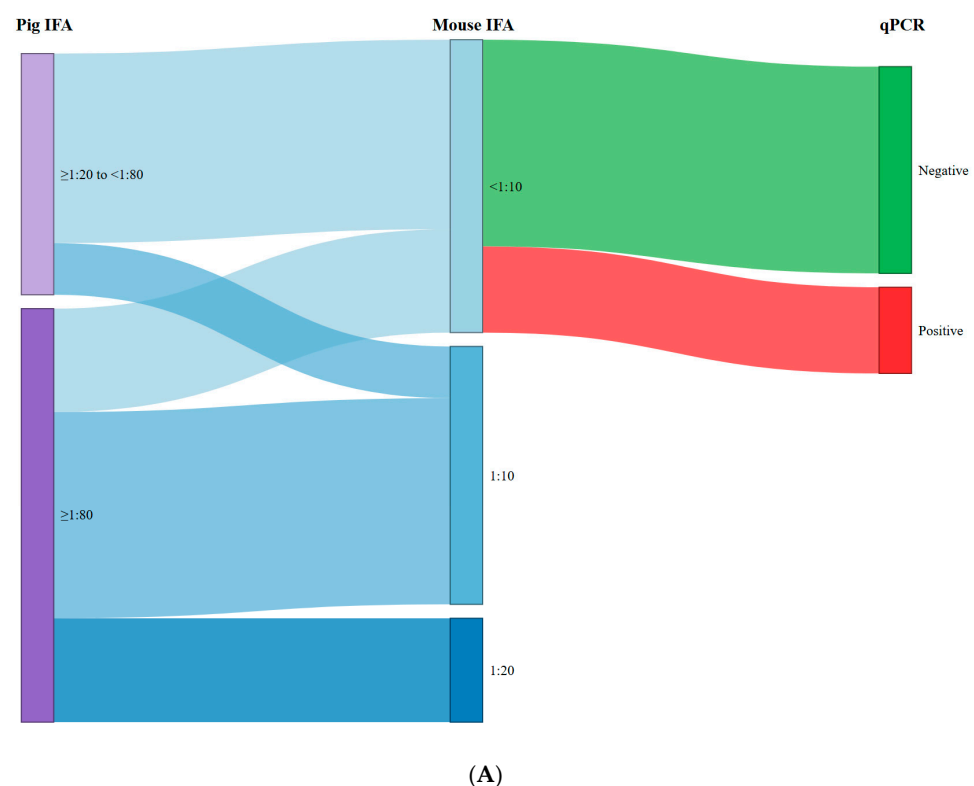 Pig IFA
Mouse IFA
qPCR
≥1:20 to <1:80
<1:10
Negative
Positive
1:10
≥1:80
1:20
(A)